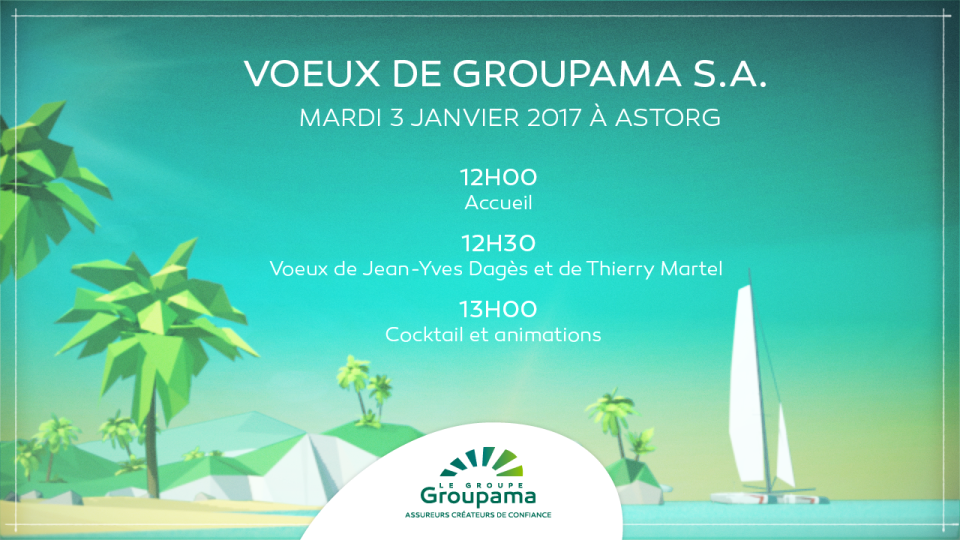 VOEUX DE GROUPAMA S.A.
MARDI 3 JANVIER 2017 À ASTORG
12H00
Accueil
12H30
Voeux de Jean-Yves Dagès et de Thierry Martel
13H00
Cocktail et animations
LE GROUPE
Groupama
ASSUREURS CRÉATEURS DE CONFIANCE